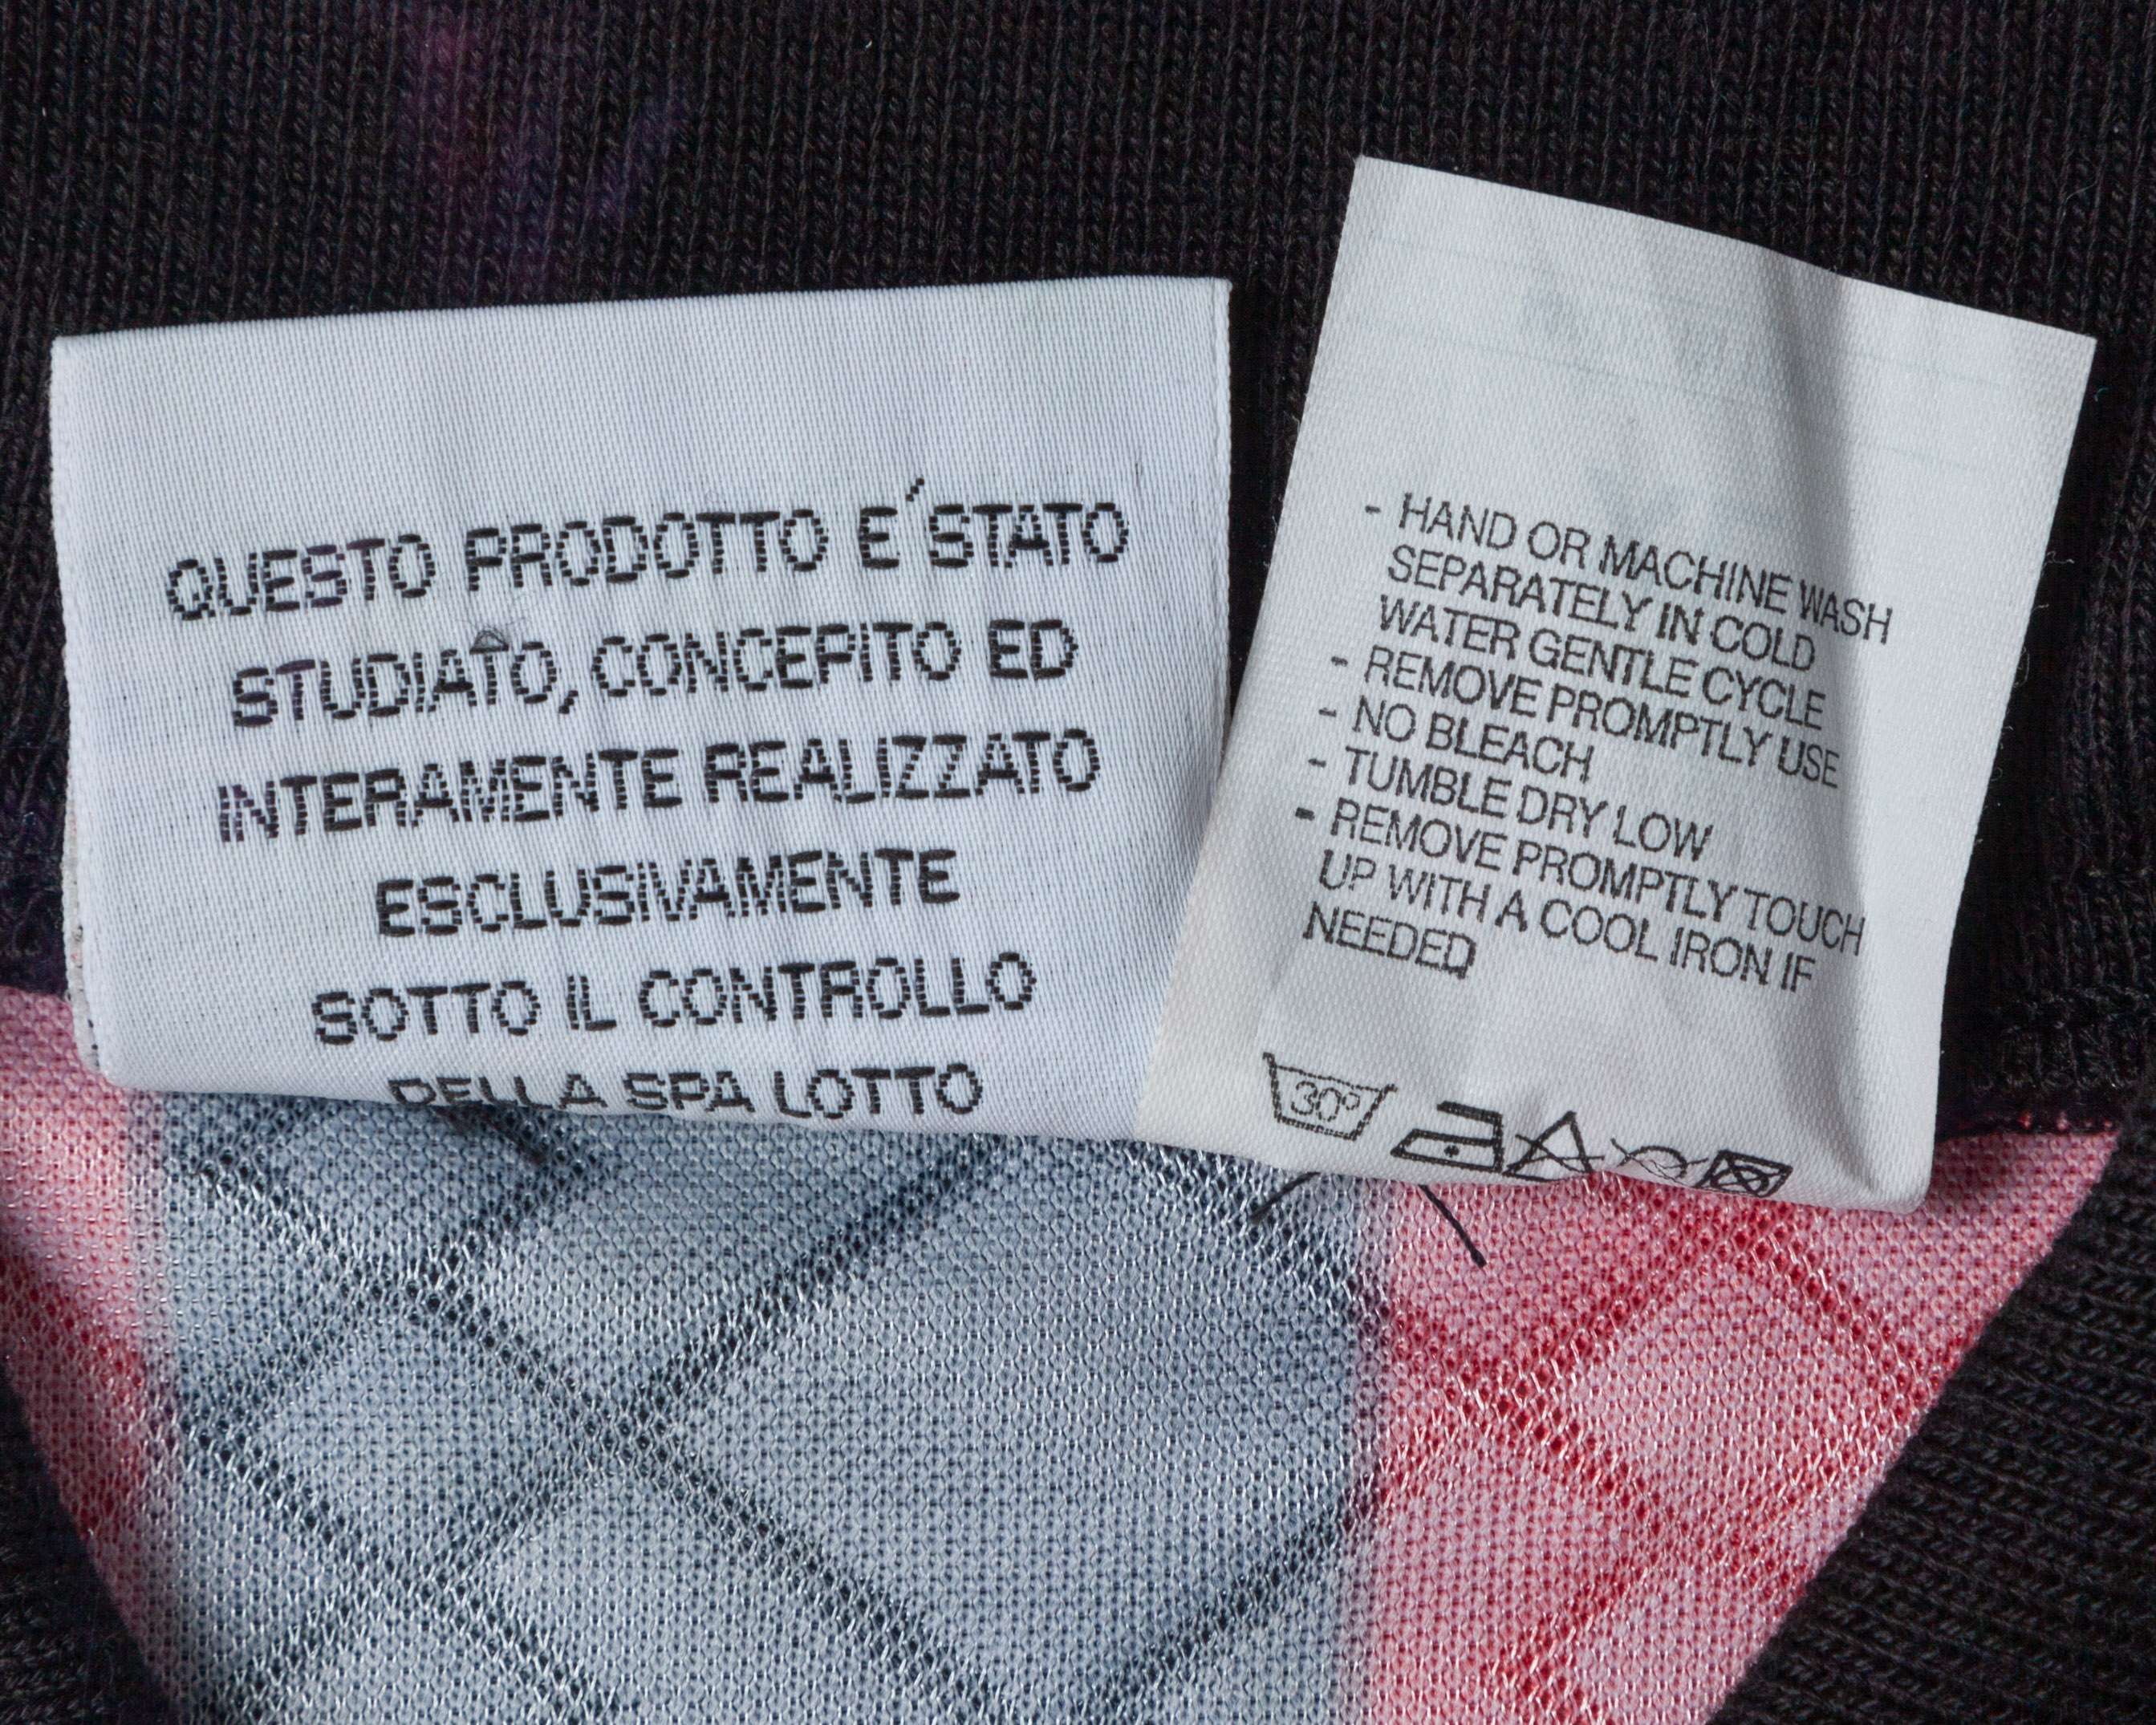 QUESTO PRODOTTO E´STATO
STUDIATO, CONCEPITO ED
INTERAMENTE REALIZZATO
ESCLUSIVAMENTE
SOTTO IL CONTROLLO
DELLA SPA LOTTO
- HAND OR MACHINE WASH
SEPARATELY IN COLD
WATER GENTLE CYCLE
- REMOVE PROMPTLY USE
- NO BLEACH
- TUMBLE DRY LOW
- REMOVE PROMPTLY TOUCH
UP WITH A COOL IRON IF
NEEDED
30º